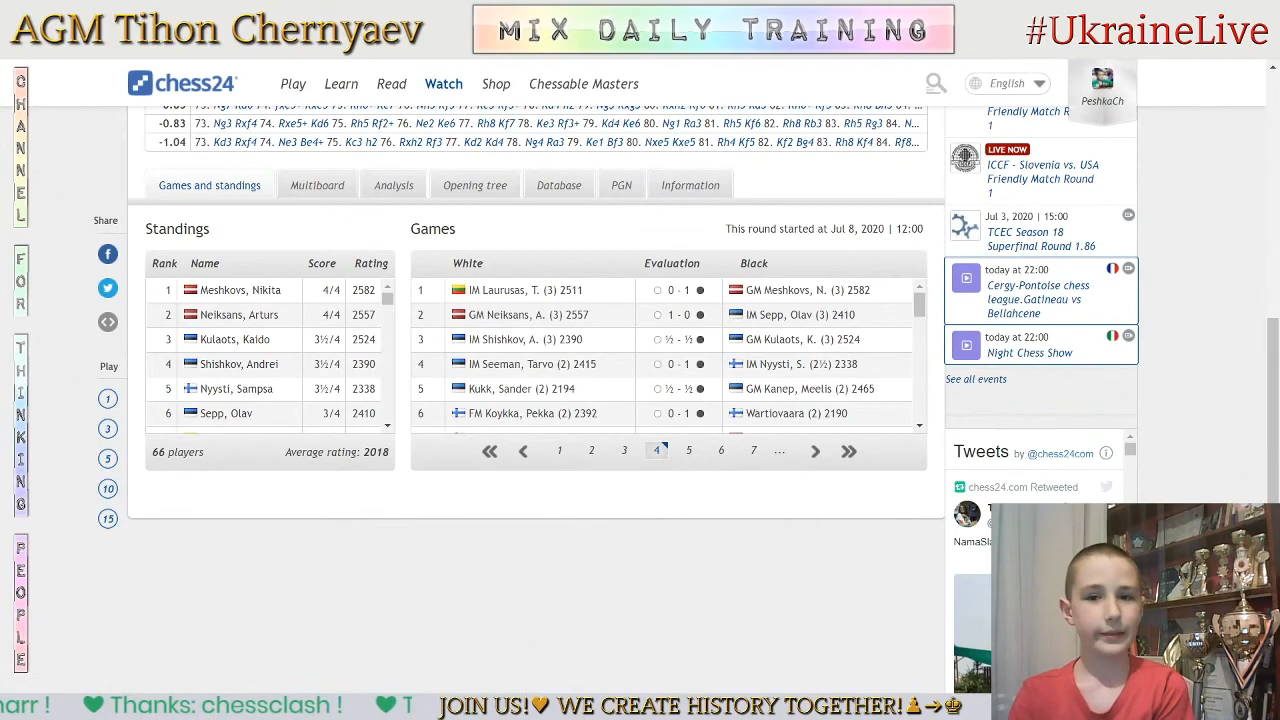 AGM Tihon Chernyaev
MIX DAILY TRAINING
#UkraineLive
CHANNEL
FOR
THINKING
PEOPLE
chess24
Play Learn Read Watch Shop Chessable Masters
English
PeshkaCh
-0.83 73. Ng3 Rxf4 74. Rxe5+ Kd6 75. Rh5 Rf2+ 76. Ne2 Ke6 77. Rh8 Kf7 78. Ke3 Rf3+ 79. Kd4 Ke6 80. Ng1 Ra3 81. Rh5 Kf6 82. Rh8 Rb3 83. Rh5 Rg3 84. N...
-1.04 73. Kd3 Rxf4 74. Ne3 Be4+ 75. Kc3 h2 76. Rxh2 Rf3 77. Kd2 Kd4 78. Ng4 Ra3 79. Ke1 Bf3 80. Nxe5 Kxe5 81. Rh4 Kf5 82. Kf2 Bg4 83. Rh8 Kf4 84. Rf8...
Games and standings
Multiboard
Analysis
Opening tree
Database
PGN
Information
Share
Play
1
3
5
10
15
Standings
Rank Name Score Rating
1 Meshkovs, Nikita 4/4 2582
2 Neiksans, Arturs 4/4 2557
3 Kulaots, Kaido 3½/4 2524
4 Shishkov, Andrei 3½/4 2390
5 Nyysti, Sampsa 3½/4 2338
6 Sepp, Olav 3/4 2410
66 players Average rating: 2018
Games This round started at Jul 8, 2020 | 12:00
White Evaluation Black
1 IM Laurusas, T. (3) 2511 0 - 1 GM Meshkovs, N. (3) 2582
2 GM Neiksans, A. (3) 2557 1 - 0 IM Sepp, Olav (3) 2410
3 IM Shishkov, A. (3) 2390 ½ - ½ GM Kulaots, K. (3) 2524
4 IM Seeman, Tarvo (2) 2415 0 - 1 IM Nyysti, S. (2½) 2338
5 Kukk, Sander (2) 2194 ½ - ½ GM Kanep, Meelis (2) 2465
6 FM Koykka, Pekka (2) 2392 0 - 1 Wartiovaara (2) 2190
1 2 3 4 5 6 7 ...
Friendly Match R
1
LIVE NOW
ICCF - Slovenia vs. USA
Friendly Match Round
1
Jul 3, 2020 | 15:00
TCEC Season 18
Superfinal Round 1.86
today at 22:00
Cergy-Pontoise chess
league.Gatineau vs
Bellahcene
today at 22:00
Night Chess Show
See all events
Tweets by @chess24com
chess24.com Retweeted
NamaSla
harr ! Thanks: chessclash ! T
JOIN US! WE CREATE HISTORY TOGETHER!